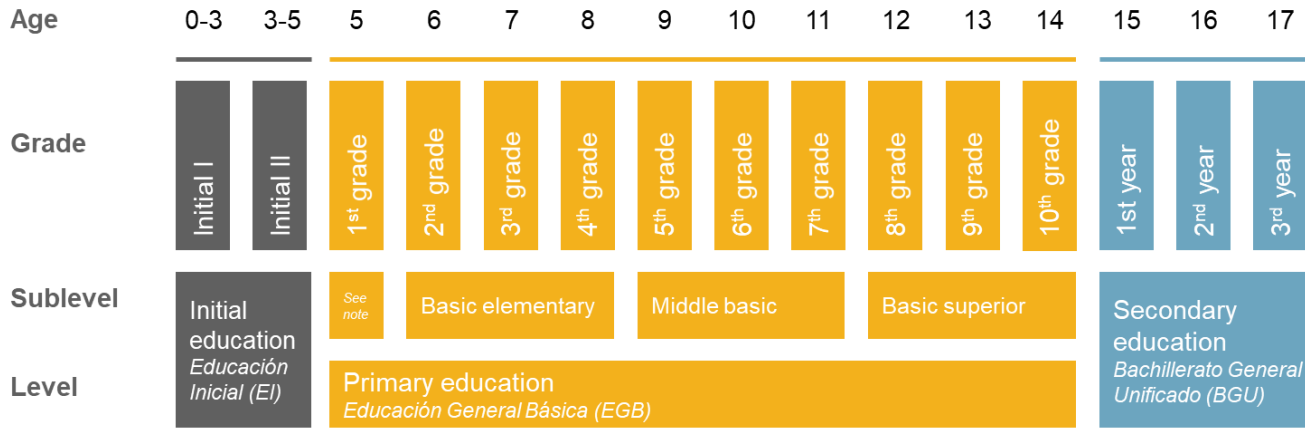 Age 0-3 3-5 5 6 7 8 9 10 11 12 13 14 15 16 17
Grade
Initial I
Initial II
1st grade
2nd grade
3rd grade
4th grade
5th grade
6th grade
7th grade
8th grade
9th grade
10th grade
1st year
2nd year
3rd year
Sublevel
Initial
education
Educación
Inicial (EI)
See
note
Basic elementary
Middle basic
Basic superior
Secondary
education
Bachillerato General
Unificado (BGU)
Level
Primary education
Educación General Básica (EGB)